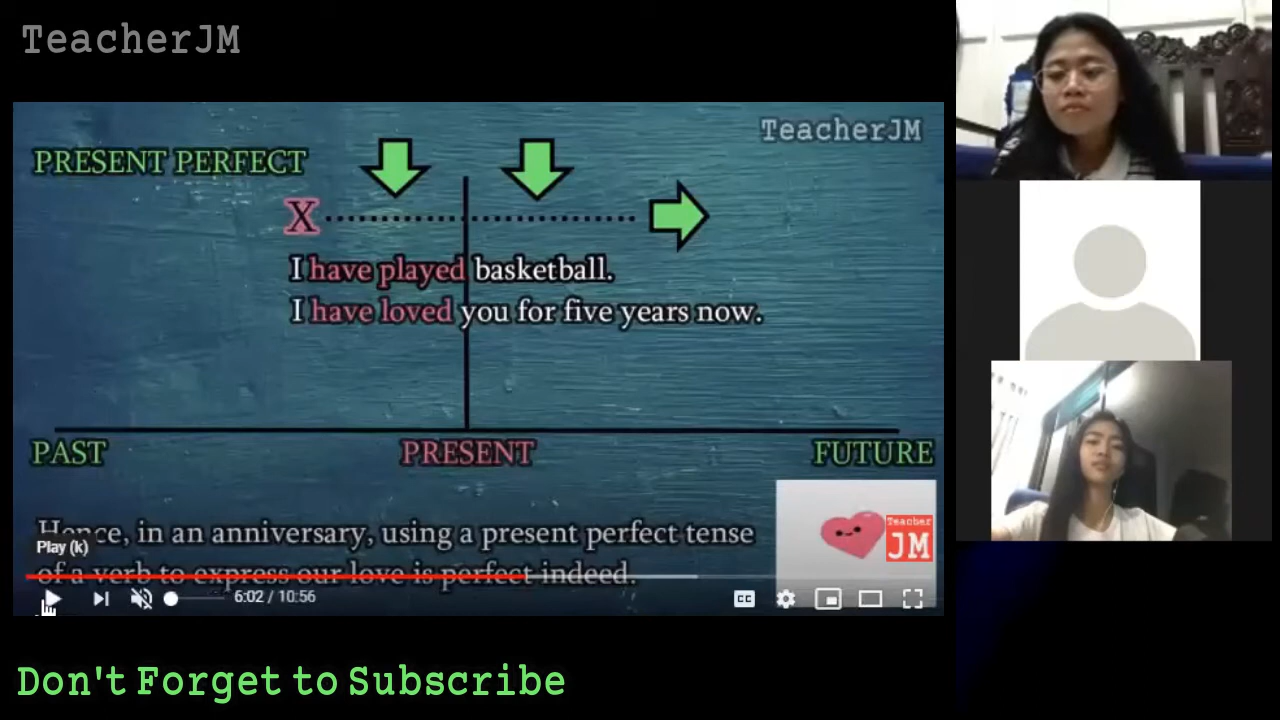 TeacherJM
TeacherJM
PRESENT PERFECT
X
I have played basketball.
I have loved you for five years now.
PAST PRESENT FUTURE
Hence, in an anniversary, using a present perfect tense
of a verb to express our love is perfect indeed.
Teacher
JM
Play (k)
6:02 / 10:56
CC
Don't Forget to Subscribe